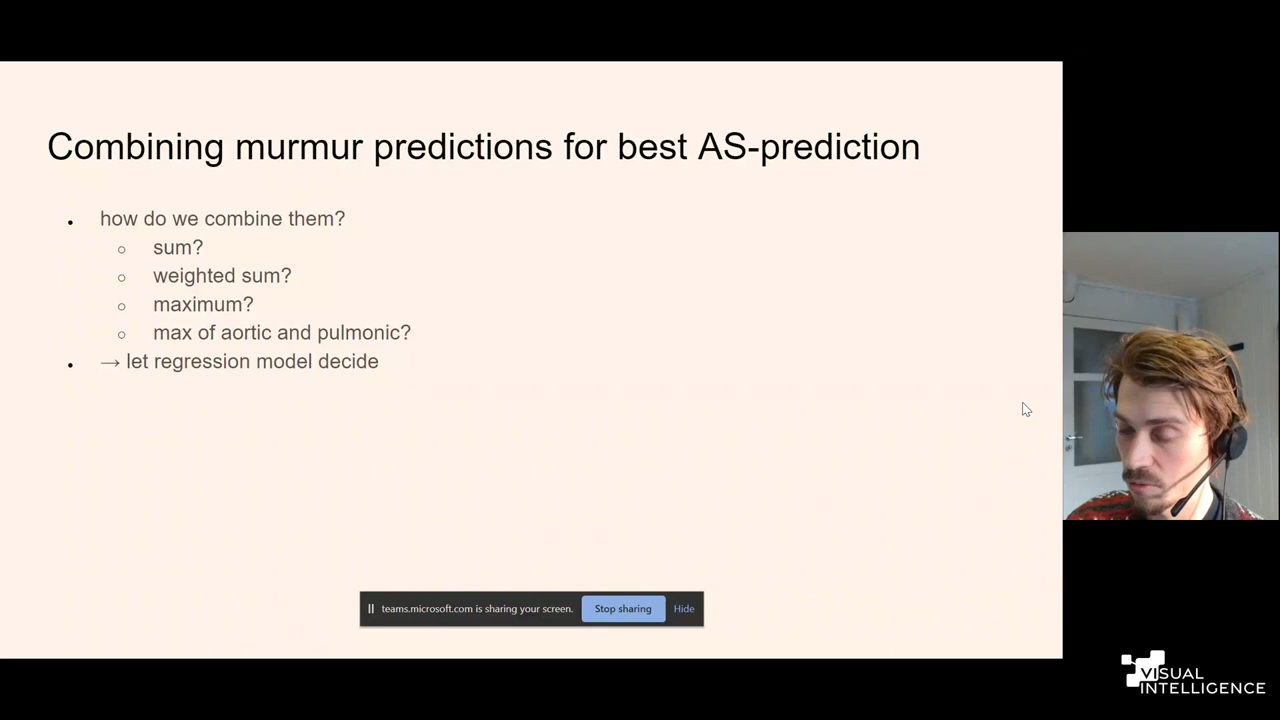 Combining murmur predictions for best AS-prediction
how do we combine them?
sum?
weighted sum?
maximum?
max of aortic and pulmonic?
→ let regression model decide
teams.microsoft.com is sharing your screen. Stop sharing Hide
VISUAL
INTELLIGENCE